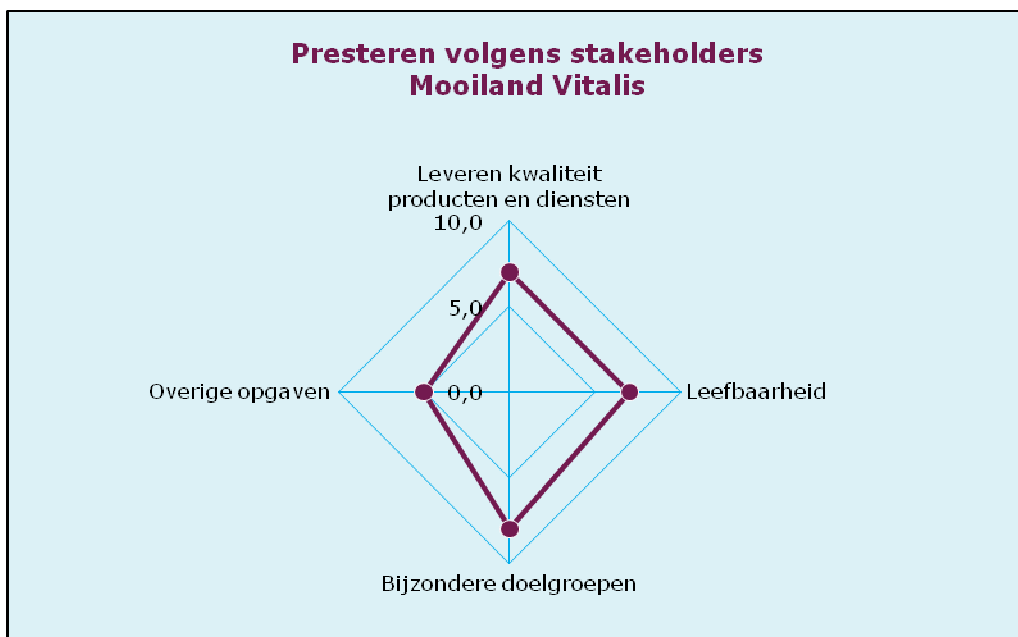 Presteren volgens stakeholders
Mooiland Vitalis
Leveren kwaliteit
producten en diensten
10,0
5,0
Overige opgaven
0,0
Leefbaarheid
Bijzondere doelgroepen